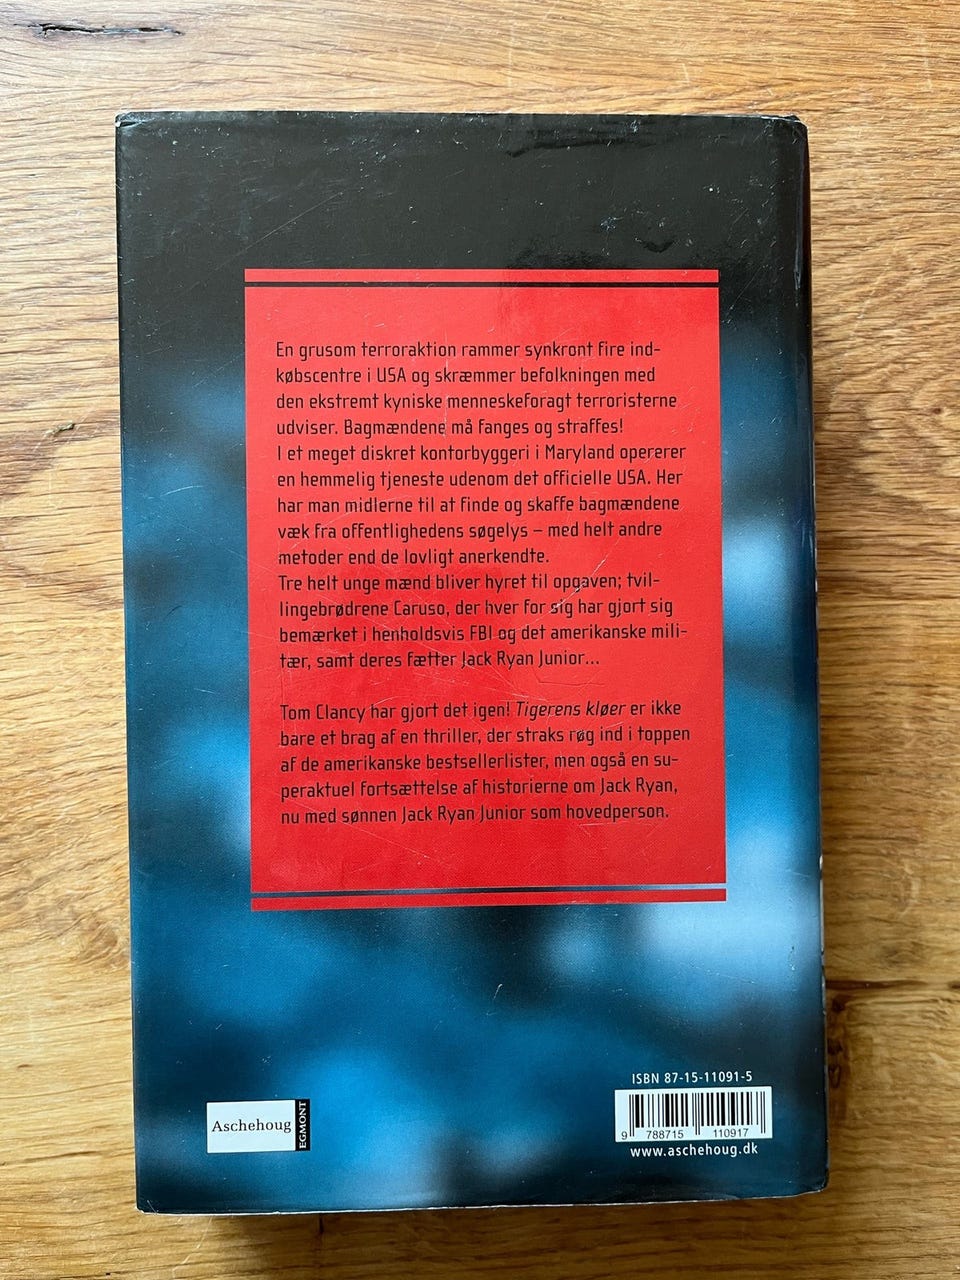 En grusom terroraktion rammer synkront fire ind-
købscentre i USA og skræmmer befolkningen med
den ekstremt kyniske menneskeforagt terroristerne
udviser. Bagmændene må fanges og straffes!
I et meget diskret kontorbyggeri i Maryland opererer
en hemmelig tjeneste udenom det officielle USA. Her
har man midlerne til at finde og skaffe bagmændene
væk fra offentlighedens søgelys – med helt andre
metoder end de lovligt anerkendte.
Tre helt unge mænd bliver hyret til opgaven; tvil-
lingebrødrene Caruso, der hver for sig har gjort sig
bemærket i henholdsvis FBI og det amerikanske mili-
tær, samt deres fætter Jack Ryan Junior...
Tom Clancy har gjort det igen! Tigerens kløer er ikke
bare et brag af en thriller, der straks røg ind i toppen
af de amerikanske bestsellerlister, men også en su-
peraktuel fortsættelse af historierne om Jack Ryan,
nu med sønnen Jack Ryan Junior som hovedperson.
ISBN 87-15-11091-5
9 788715 110917
www.aschehoug.dk
Aschehoug
EGMONT